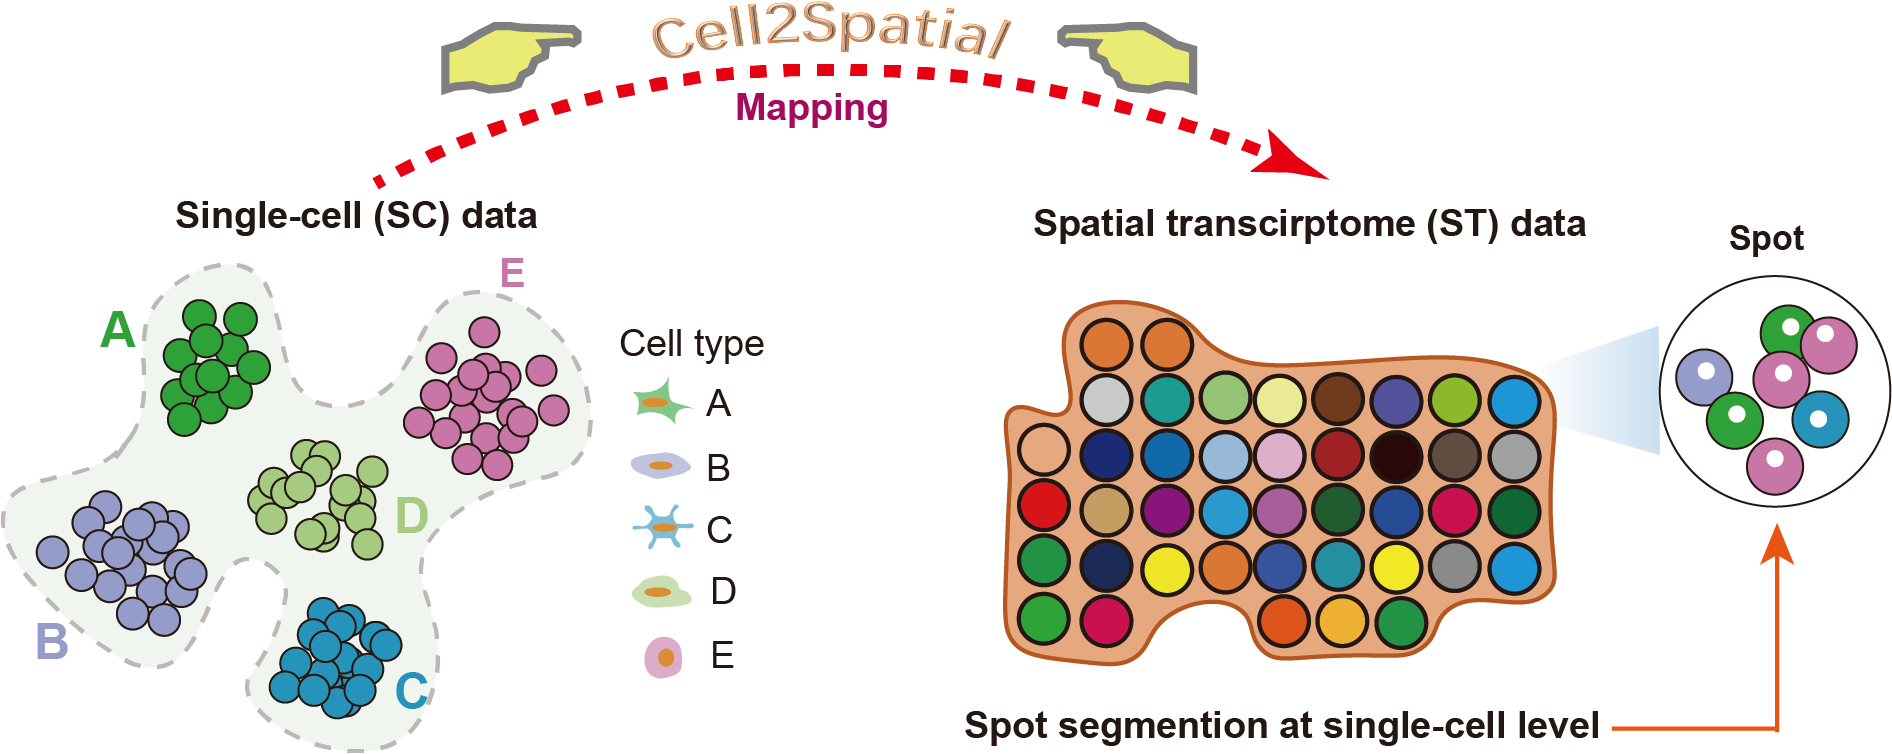 Cell2Spatial
Mapping
Single-cell (SC) data
Spatial transcirptome (ST) data
Spot
A
E
D
B
C
Cell type
A
B
C
D
E
Spot segmention at single-cell level